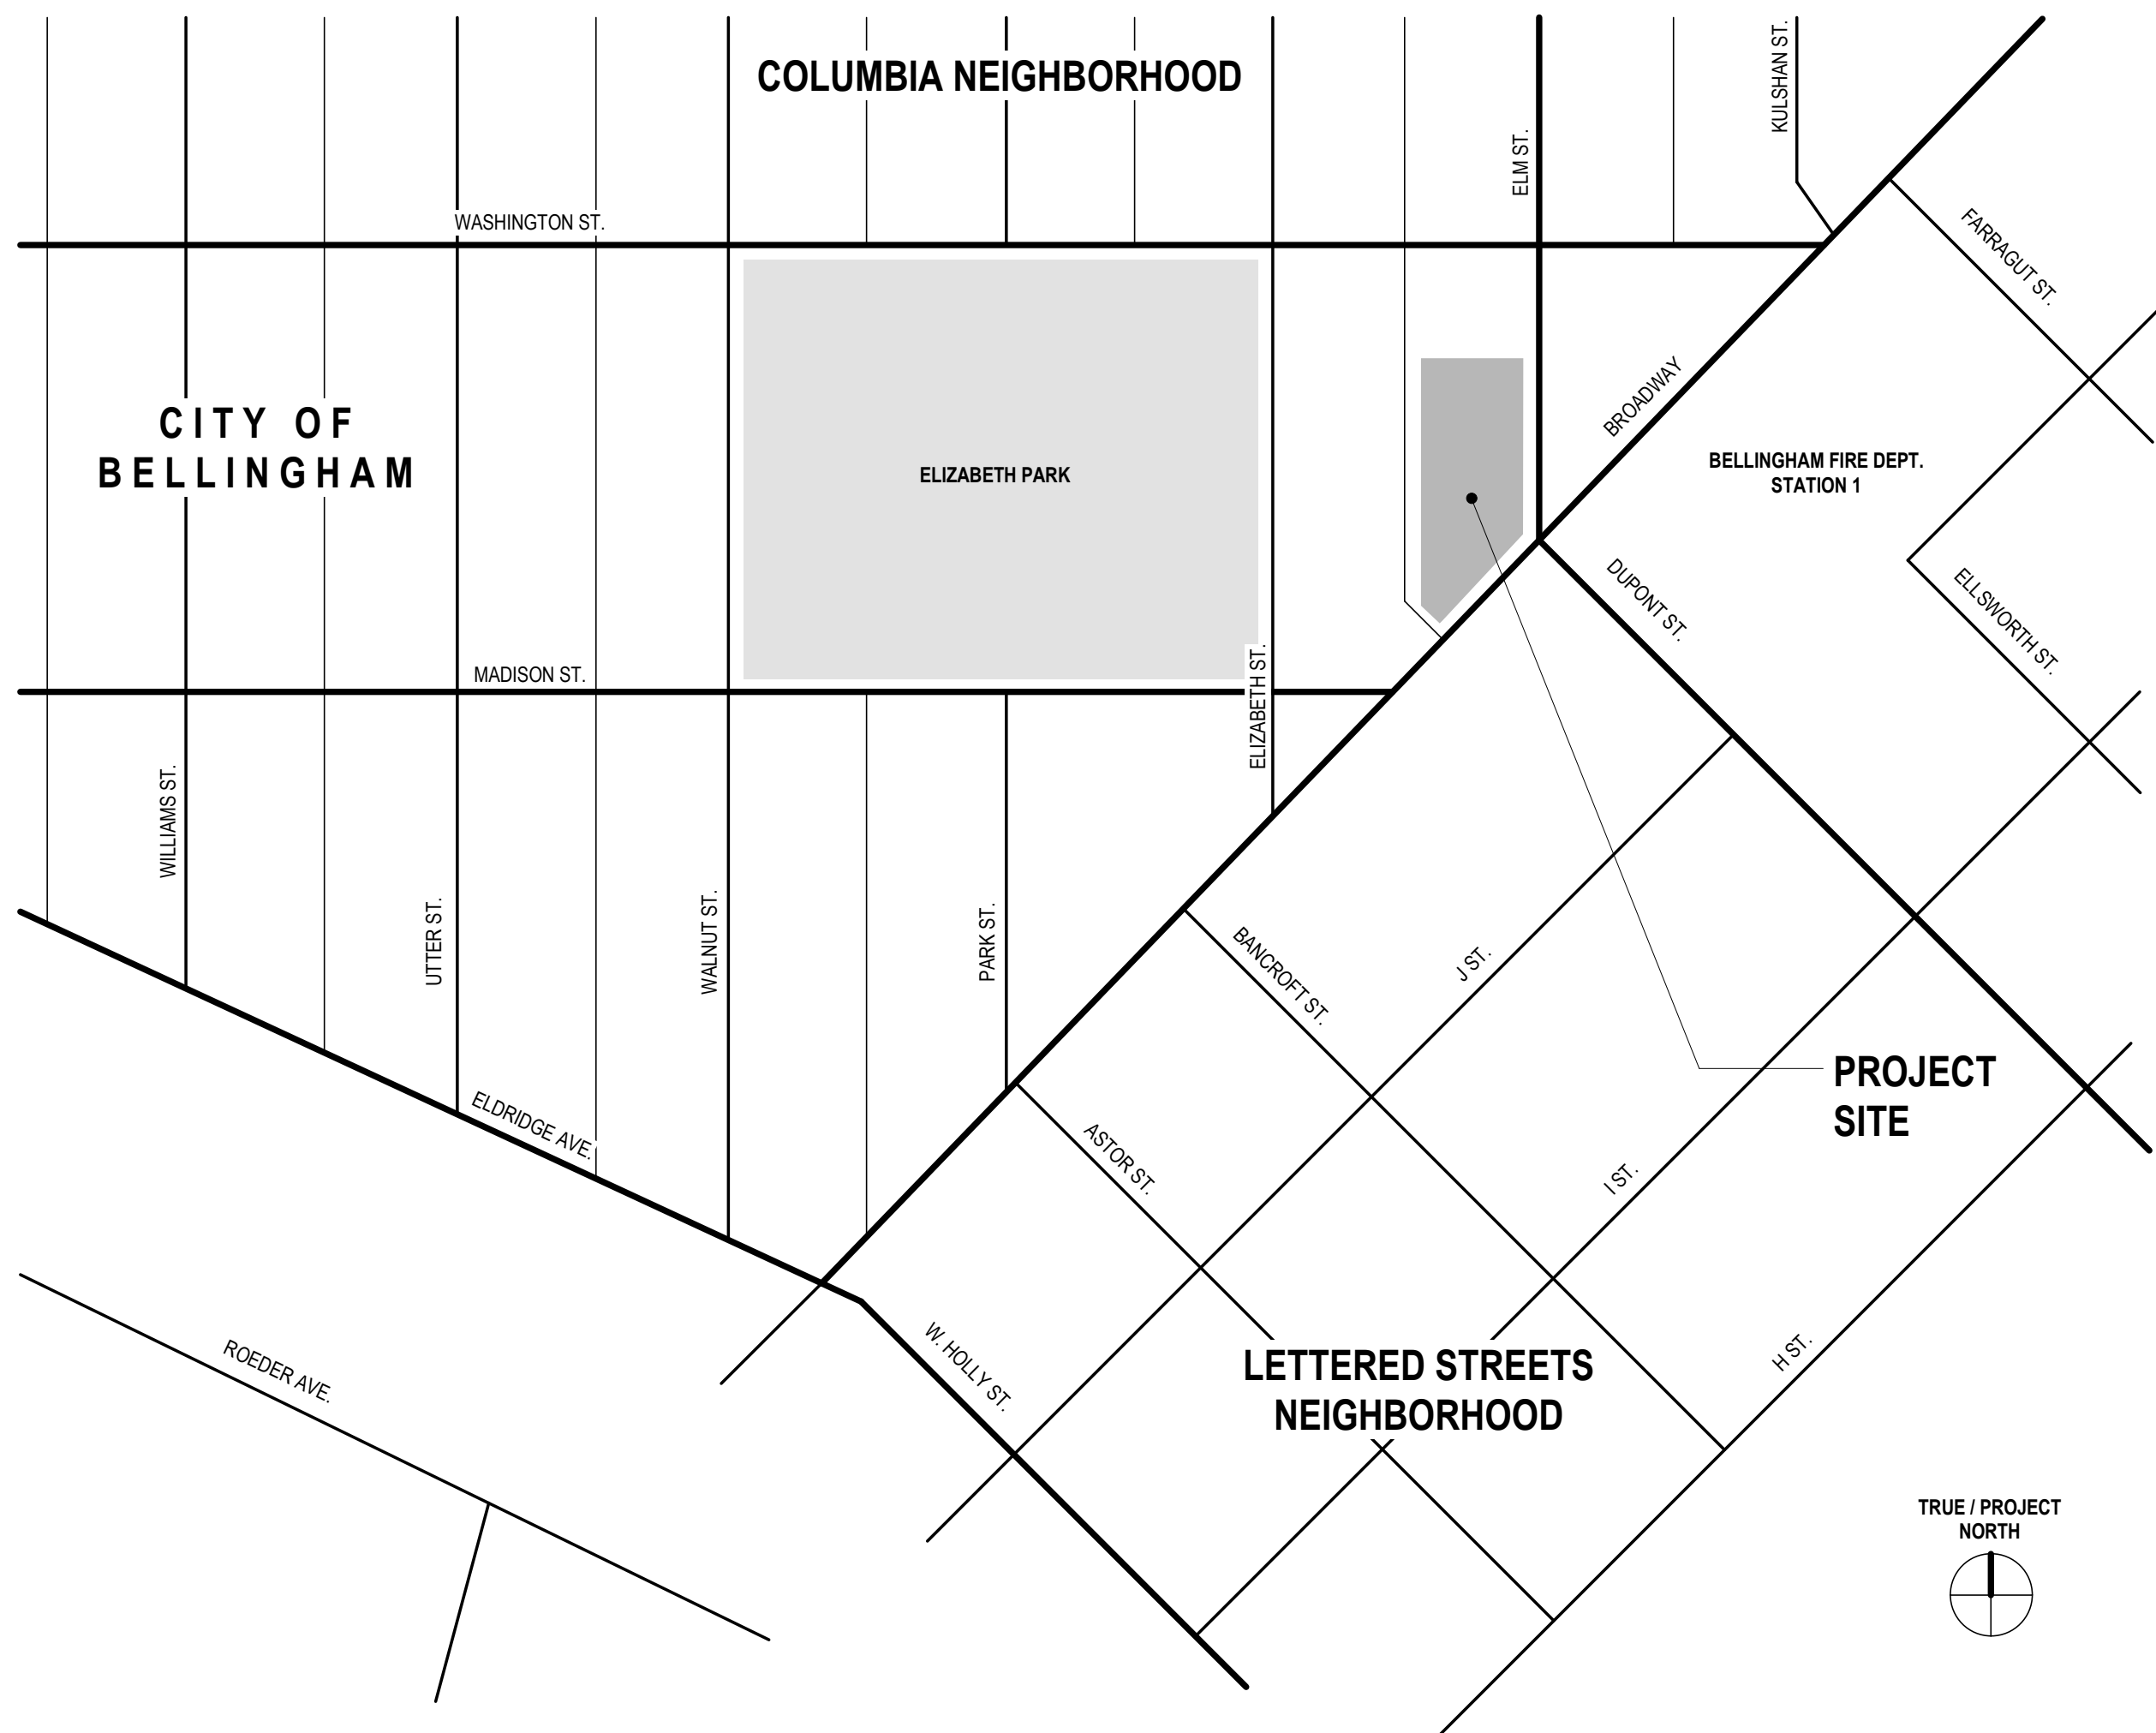 COLUMBIA NEIGHBORHOOD
KULSHAN ST.
ELM ST.
WASHINGTON ST.
FARRAGUT ST.
BROADWAY
CITY OF
BELLINGHAM
ELIZABETH PARK
BELLINGHAM FIRE DEPT.
STATION 1
DUPONT ST.
ELLSWORTH ST.
MADISON ST.
ELIZABETH ST.
WILLIAMS ST.
UTTER ST.
WALNUT ST.
PARK ST.
BANCROFT ST.
J ST.
PROJECT
SITE
ELDRIDGE AVE.
ASTOR ST.
I ST.
ROEDER AVE.
W. HOLLY ST.
LETTERED STREETS
NEIGHBORHOOD
H ST.
TRUE / PROJECT
NORTH